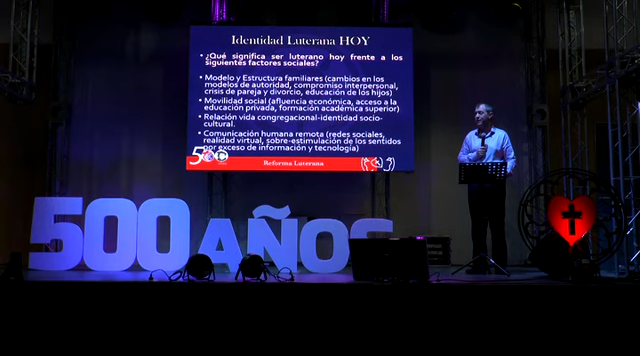 Identidad Luterana HOY
• ¿Qué significa ser luterano hoy frente a los
siguientes factores sociales?
• Modelo y Estructura familiares (cambios en los
modelos de autoridad, compromiso interpersonal,
crisis de pareja y divorcio, educación de los hijos)
• Movilidad social (afluencia económica, acceso a la
educación privada, formación académica superior)
• Relación vida congregacional-identidad socio-
cultural.
• Comunicación humana remota (redes sociales,
realidad virtual, sobre-estimulación de los sentidos
por exceso de información y tecnología)
500
Reforma Luterana
500 AÑOS